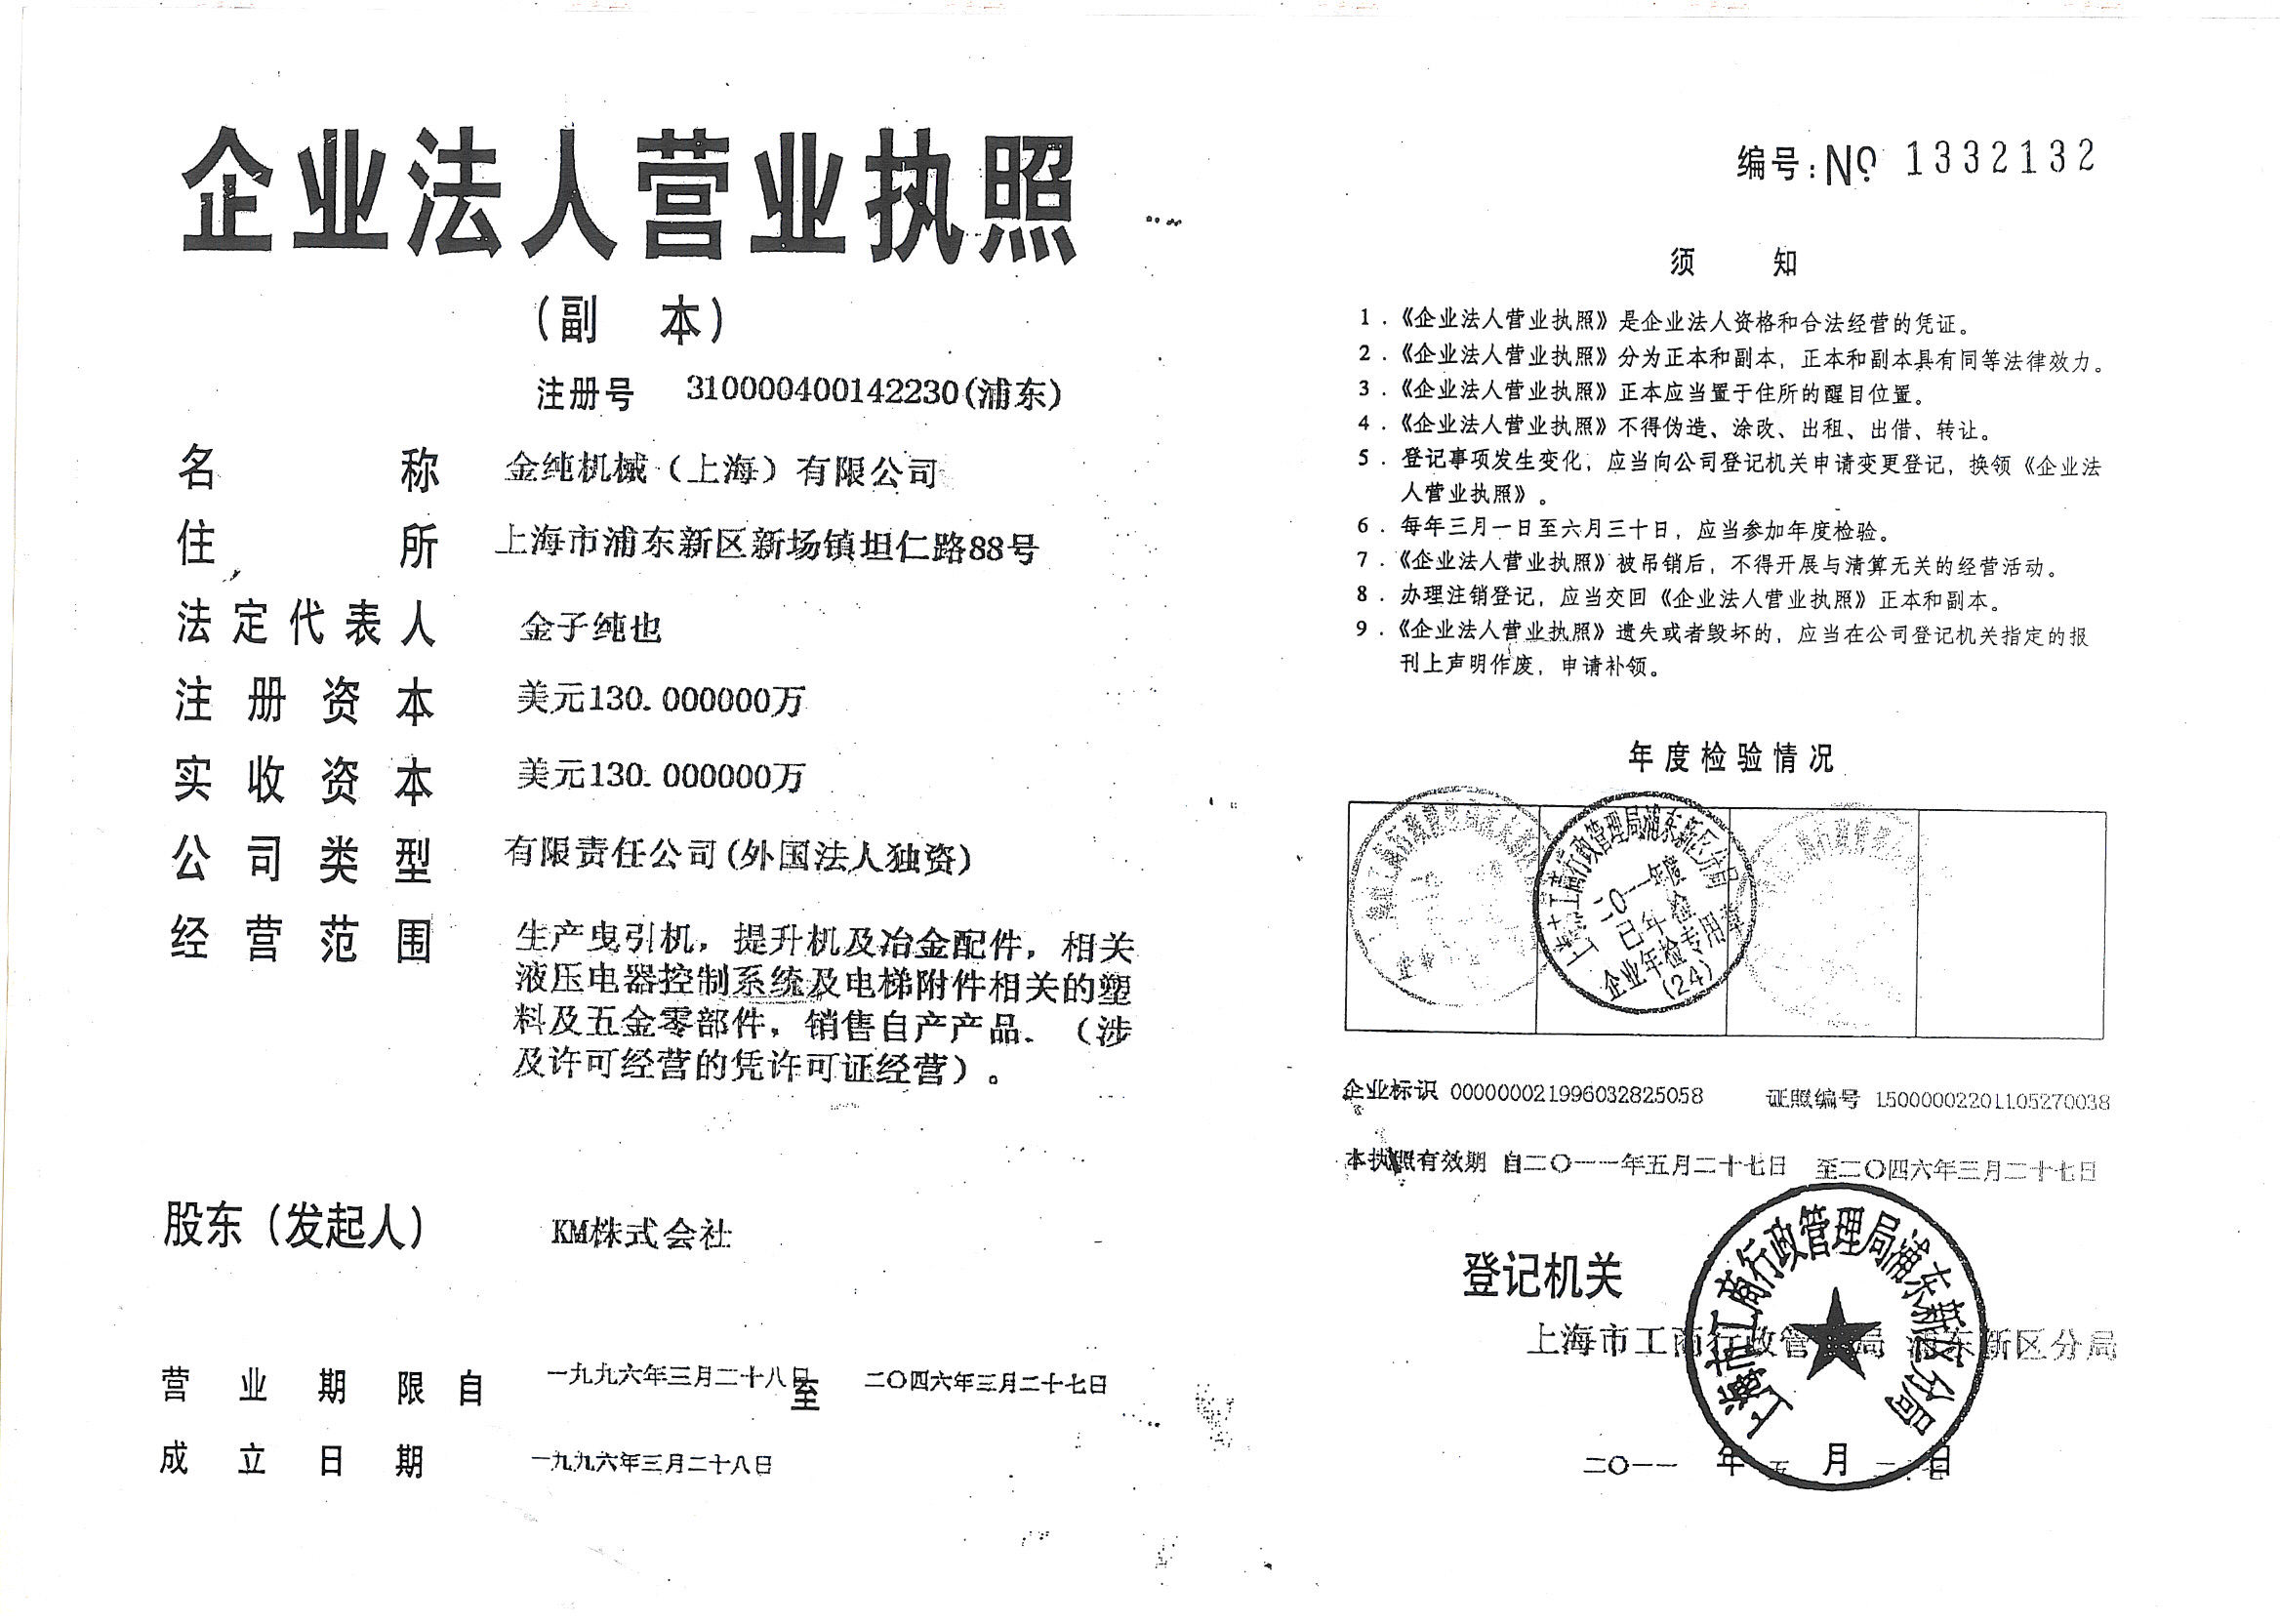 企业法人营业执照
（副 本）
注册号 310000400142230(浦东)
名称 金纯机械（上海）有限公司
住所 上海市浦东新区新场镇坦仁路88号
法定代表人 金子纯也
注册资本 美元130.000000万
实收资本 美元130.000000万
公司类型 有限责任公司(外国法人独资)
经营范围 生产曳引机，提升机及冶金配件，相关
液压电器控制系统及电梯附件相关的塑
料及五金零部件，销售自产产品.（涉
及许可经营的凭许可证经营）。
股东（发起人） KM株式会社
营业期限自 一九九六年三月二十八日至 二〇四六年三月二十七日
成立日期 一九九六年三月二十八日
编号:No 1332132
须 知
1．《企业法人营业执照》是企业法人资格和合法经营的凭证。
2．《企业法人营业执照》分为正本和副本，正本和副本具有同等法律效力。
3．《企业法人营业执照》正本应当置于住所的醒目位置。
4．《企业法人营业执照》不得伪造、涂改、出租、出借、转让。
5．登记事项发生变化，应当向公司登记机关申请变更登记，换领《企业法
人营业执照》。
6．每年三月一日至六月三十日，应当参加年度检验。
7．《企业法人营业执照》被吊销后，不得开展与清算无关的经营活动。
8．办理注销登记，应当交回《企业法人营业执照》正本和副本。
9．《企业法人营业执照》遗失或者毁坏的，应当在公司登记机关指定的报
刊上声明作废，申请补领。
年度检验情况
工商行政管理局浦东新区分局
二〇一一年度
已年检
企业年检专用章
(24)
企业标识 000000021996032825058 证照编号 15000002201105270038
本执照有效期 自二〇一一年五月二十七日 至二〇四六年三月二十七日
登记机关
上海市工商行政管理局 浦东新区分局
上海市工商行政管理局浦东新区分局
二〇一一 年 五 月 二 七 日